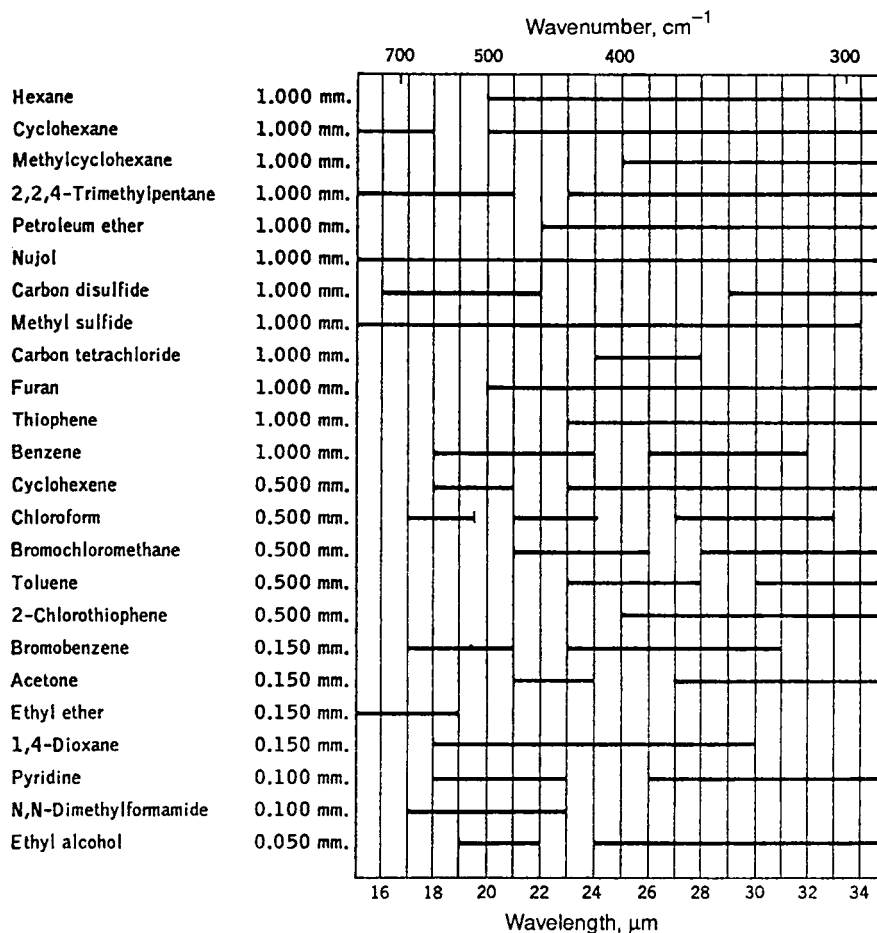 Wavenumber, cm⁻¹
700 500 400 300
Hexane 1.000 mm.
Cyclohexane 1.000 mm.
Methylcyclohexane 1.000 mm.
2,2,4-Trimethylpentane 1.000 mm.
Petroleum ether 1.000 mm.
Nujol 1.000 mm.
Carbon disulfide 1.000 mm.
Methyl sulfide 1.000 mm.
Carbon tetrachloride 1.000 mm.
Furan 1.000 mm.
Thiophene 1.000 mm.
Benzene 1.000 mm.
Cyclohexene 0.500 mm.
Chloroform 0.500 mm.
Bromochloromethane 0.500 mm.
Toluene 0.500 mm.
2-Chlorothiophene 0.500 mm.
Bromobenzene 0.150 mm.
Acetone 0.150 mm.
Ethyl ether 0.150 mm.
1,4-Dioxane 0.150 mm.
Pyridine 0.100 mm.
N,N-Dimethylformamide 0.100 mm.
Ethyl alcohol 0.050 mm.
16 18 20 22 24 26 28 30 32 34
Wavelength, μm